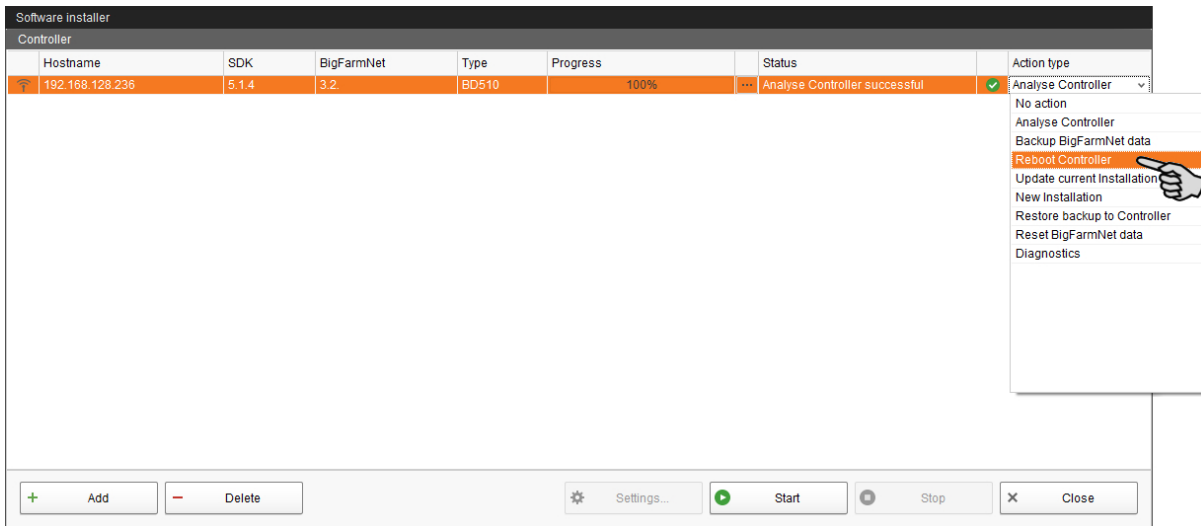 Software installer
Controller
Hostname SDK BigFarmNet Type Progress Status Action type
192.168.128.236 5.1.4 3.2. BD510 100% ... Analyse Controller successful Analyse Controller
No action
Analyse Controller
Backup BigFarmNet data
Reboot Controller
Update current Installation
New Installation
Restore backup to Controller
Reset BigFarmNet data
Diagnostics
Add Delete Settings... Start Stop Close